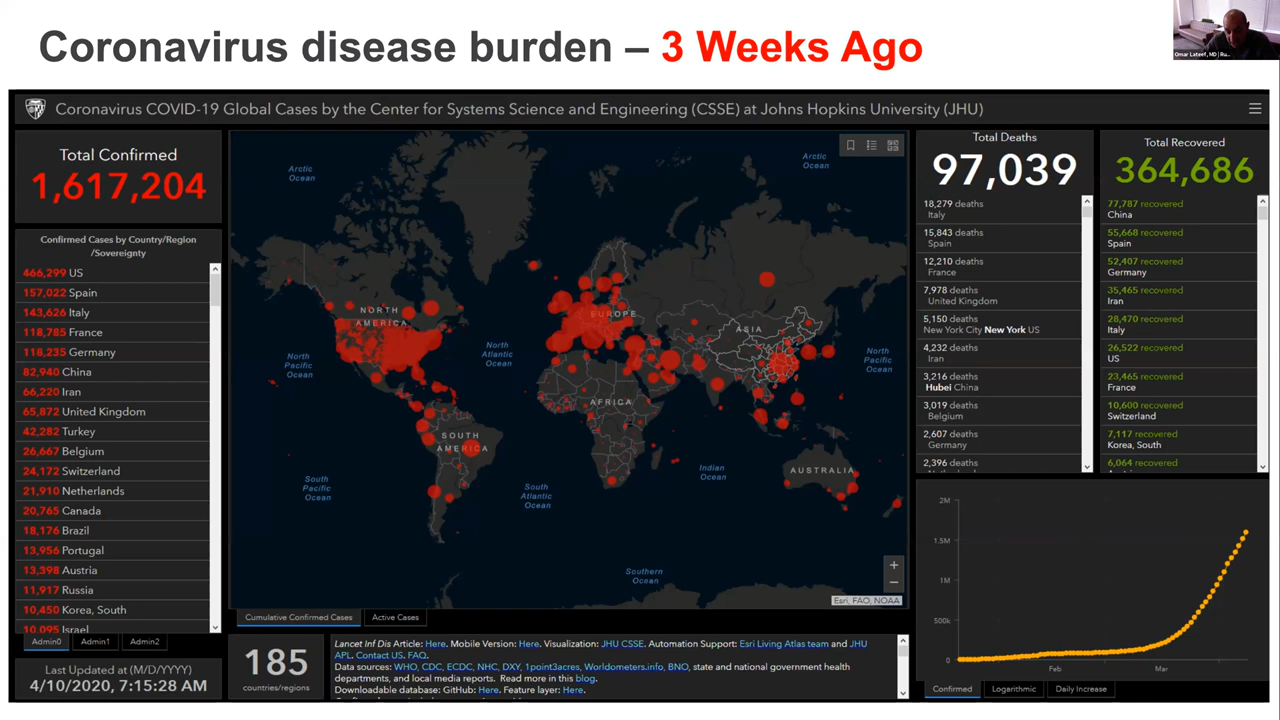 Coronavirus disease burden – 3 Weeks Ago
Omar Lateef, MD | Ru...
Coronavirus COVID-19 Global Cases by the Center for Systems Science and Engineering (CSSE) at Johns Hopkins University (JHU)
Total Confirmed
1,617,204
Confirmed Cases by Country/Region
/Sovereignty
466,299 US
157,022 Spain
143,626 Italy
118,785 France
118,235 Germany
82,940 China
66,220 Iran
65,872 United Kingdom
42,282 Turkey
26,667 Belgium
24,172 Switzerland
21,910 Netherlands
20,765 Canada
18,176 Brazil
13,956 Portugal
13,398 Austria
11,917 Russia
10,450 Korea, South
10,095 Israel
Admin0
Admin1
Admin2
Last Updated at (M/D/YYYY)
4/10/2020, 7:15:28 AM
Arctic
Ocean
Arctic
Ocean
NORTH
AMERICA
EUROPE
ASIA
North
Atlantic
Ocean
North
Pacific
Ocean
North
Pacific
Ocean
AFRICA
SOUTH
AMERICA
AUSTRALIA
Indian
Ocean
South
Pacific
Ocean
South
Atlantic
Ocean
Southern
Ocean
+
−
Esri, FAO, NOAA
Cumulative Confirmed Cases
Active Cases
185
countries/regions
Lancet Inf Dis Article: Here. Mobile Version: Here. Visualization: JHU CSSE. Automation Support: Esri Living Atlas team and JHU
APL. Contact US. FAQ.
Data sources: WHO, CDC, ECDC, NHC, DXY, 1point3acres, Worldometers.info, BNO, state and national government health
departments, and local media reports. Read more in this blog.
Downloadable database: GitHub: Here. Feature layer: Here.
Total Deaths
97,039
18,279 deaths
Italy
15,843 deaths
Spain
12,210 deaths
France
7,978 deaths
United Kingdom
5,150 deaths
New York City New York US
4,232 deaths
Iran
3,216 deaths
Hubei China
3,019 deaths
Belgium
2,607 deaths
Germany
2,396 deaths
Total Recovered
364,686
77,787 recovered
China
55,668 recovered
Spain
52,407 recovered
Germany
35,465 recovered
Iran
28,470 recovered
Italy
26,522 recovered
US
23,465 recovered
France
10,600 recovered
Switzerland
7,117 recovered
Korea, South
6,064 recovered
2M
1.5M
1M
500k
0
Feb
Mar
Confirmed
Logarithmic
Daily Increase